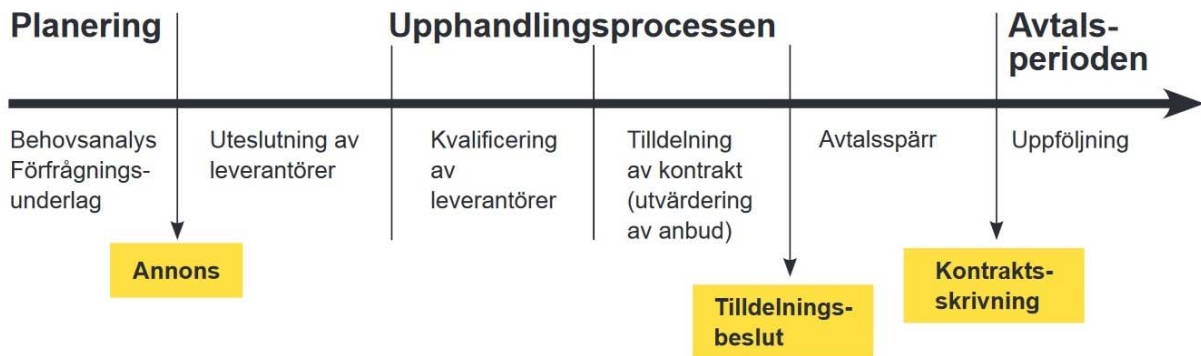 Planering
Upphandlingsprocessen
Avtals-
perioden
Behovsanalys
Förfrågnings-
underlag
Uteslutning av
leverantörer
Kvalificering
av
leverantörer
Tilldelning
av kontrakt
(utvärdering
av anbud)
Avtalsspärr
Uppföljning
Annons
Tilldelnings-
beslut
Kontrakts-
skrivning